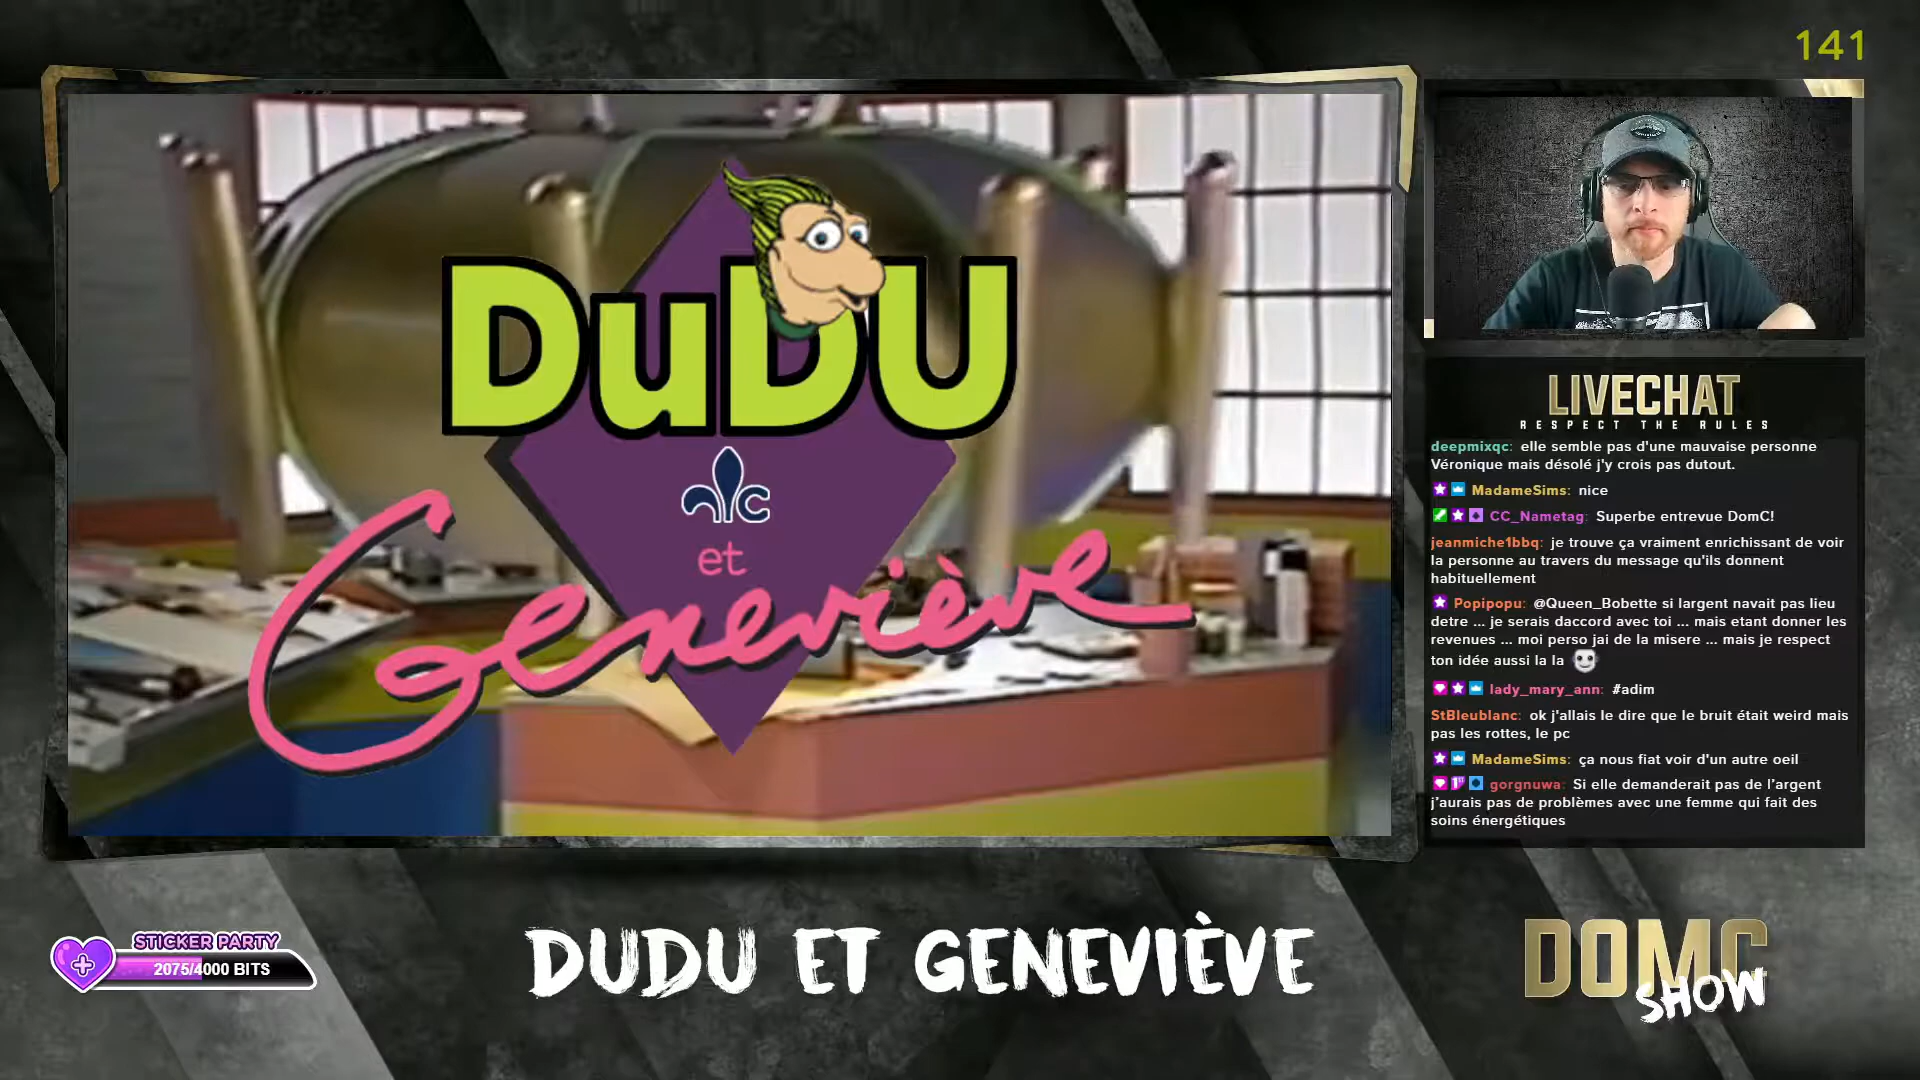 141
DuDU
C
et
Geneviève
LIVECHAT
RESPECT THE RULES
deepmixqc: elle semble pas d'une mauvaise personne
Véronique mais désolé j'y crois pas dutout.
MadameSims: nice
CC_Nametag: Superbe entrevue DomC!
jeanmiche1bbq: je trouve ça vraiment enrichissant de voir
la personne au travers du message qu'ils donnent
habituellement
Popipopu: @Queen_Bobette si largent navait pas lieu
detre ... je serais daccord avec toi ... mais etant donner les
revenues ... moi perso jai de la misere ... mais je respect
ton idée aussi la la
lady_mary_ann: #adim
StBleublanc: ok j'allais le dire que le bruit était weird mais
pas les rottes, le pc
MadameSims: ça nous fiat voir d'un autre oeil
gorgnuwa: Si elle demanderait pas de l'argent
j'aurais pas de problèmes avec une femme qui fait des
soins énergétiques
STICKER PARTY
2075/4000 BITS
DUDU ET GENEVIÈVE
DOMC
SHOW